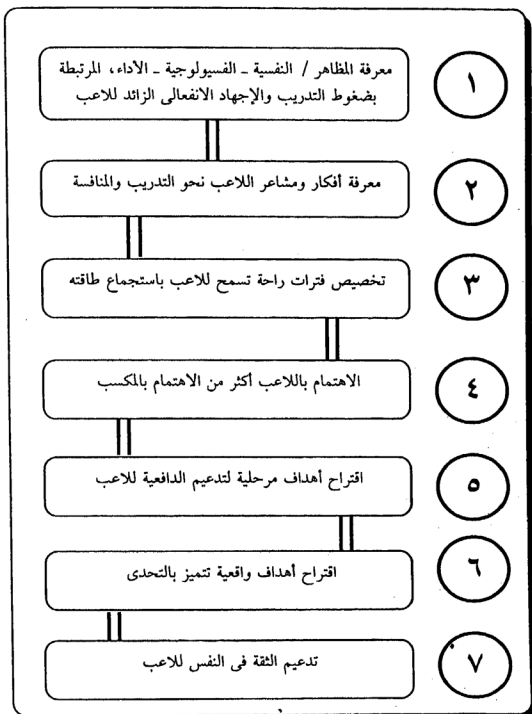 ١
معرفة المظاهر / النفسية ـ الفسيولوجية ـ الأداء، المرتبطة
بضغوط التدريب والإجهاد الانفعالى الزائد للاعب
٢
معرفة أفكار ومشاعر اللاعب نحو التدريب والمنافسة
٣
تخصيص فترات راحة تسمح للاعب باستجماع طاقته
٤
الاهتمام باللاعب أكثر من الاهتمام بالمكسب
٥
اقتراح أهداف مرحلية لتدعيم الدافعية للاعب
٦
اقتراح أهداف واقعية تتميز بالتحدى
٧
تدعيم الثقة فى النفس للاعب